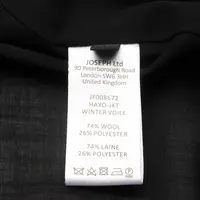 JOSEPH Ltd
90 Peterborough Road
London SW6 3HH
United Kingdom
JF008672
HAXO-JKT
WINTER VOILE
74% WOOL
26% POLYESTER
74% LAINE
26% POLYESTER